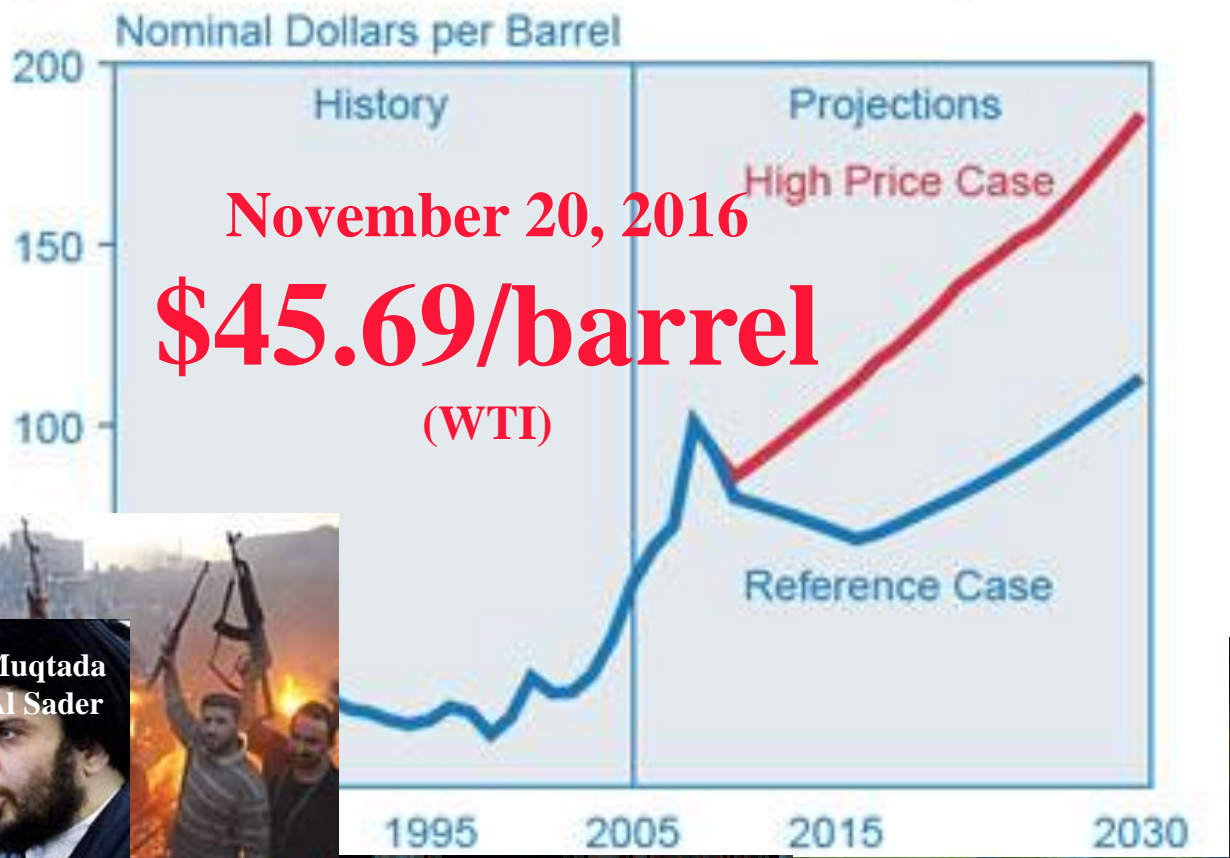 Nominal Dollars per Barrel
200
History
Projections
High Price Case
November 20, 2016
150
$45.69/barrel
(WTI)
100
Reference Case
Muqtada
Al Sader
1995
2005
2015
2030